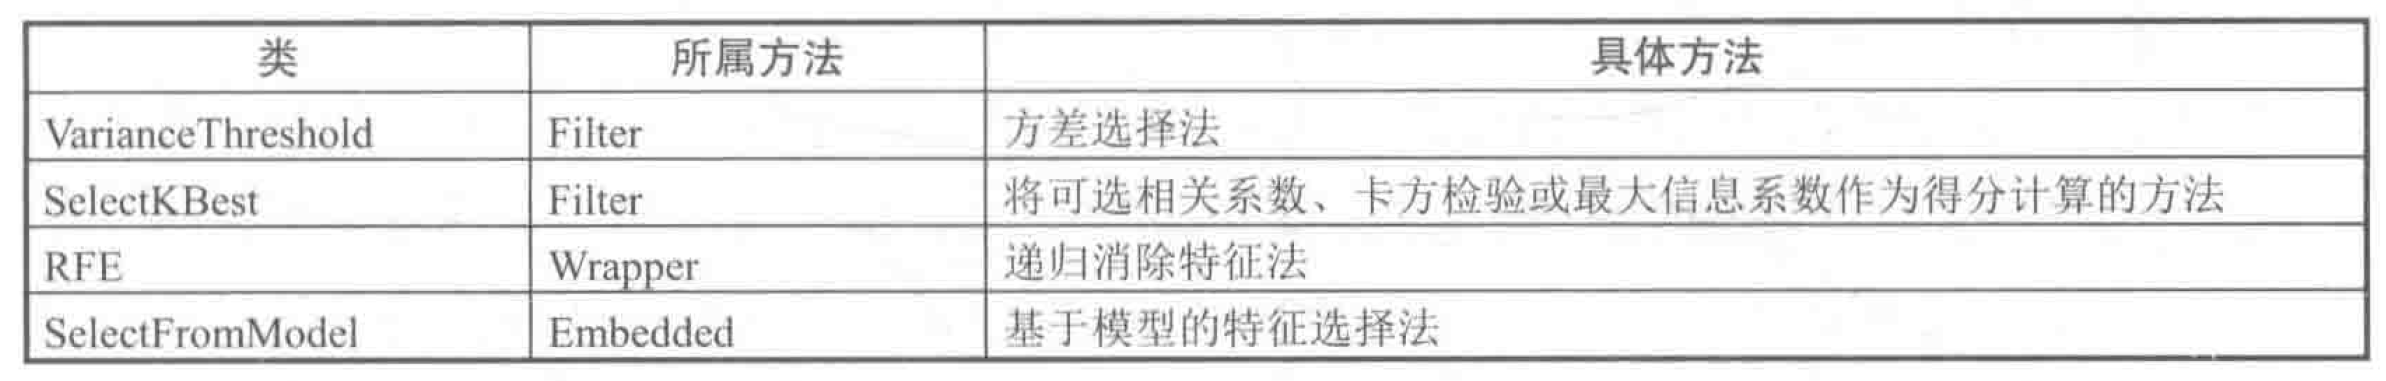 类 所属方法 具体方法
VarianceThreshold Filter 方差选择法
SelectKBest Filter 将可选相关系数、卡方检验或最大信息系数作为得分计算的方法
RFE Wrapper 递归消除特征法
SelectFromModel Embedded 基于模型的特征选择法